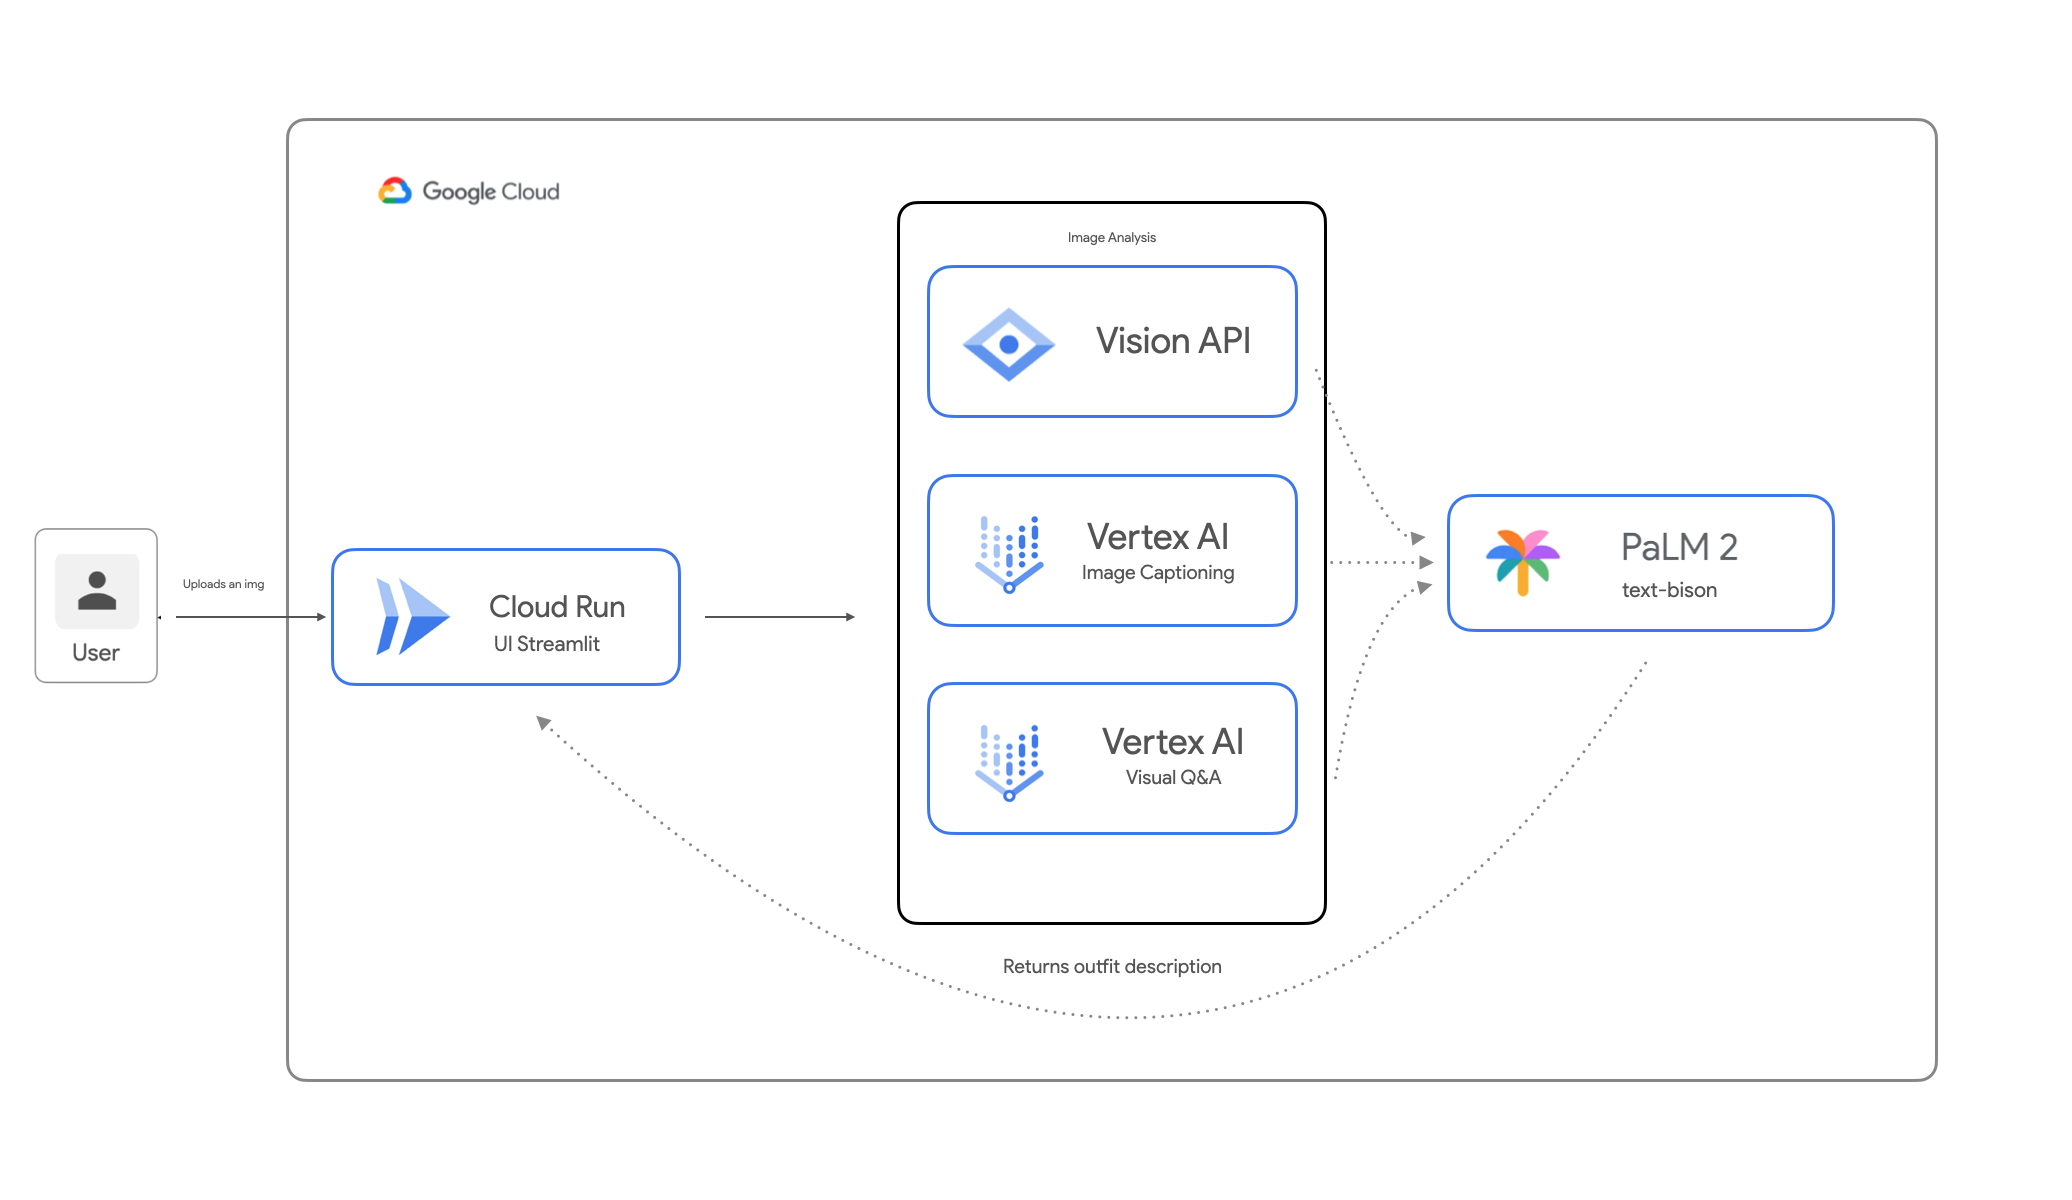 Google Cloud
Image Analysis
Vision API
Vertex AI
Image Captioning
Vertex AI
Visual Q&A
User
Uploads an img
Cloud Run
UI Streamlit
PaLM 2
text-bison
Returns outfit description